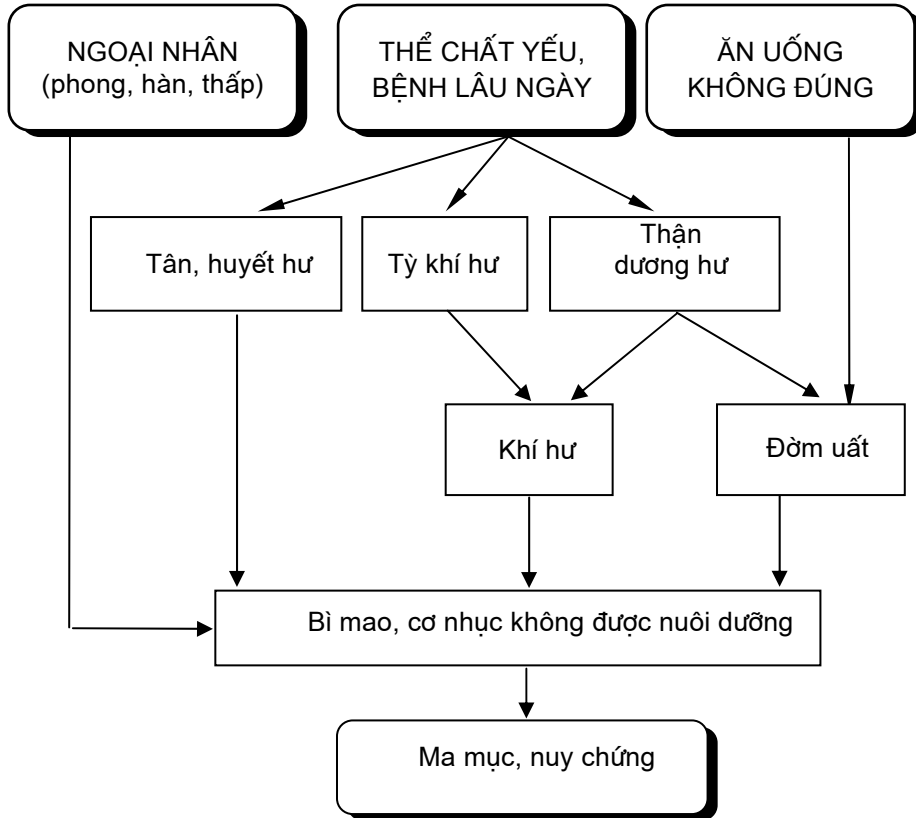 NGOẠI NHÂN
(phong, hàn, thấp)
THỂ CHẤT YẾU,
BỆNH LÂU NGÀY
ĂN UỐNG
KHÔNG ĐÚNG
Tân, huyết hư
Tỳ khí hư
Thận
dương hư
Khí hư
Đờm uất
Bì mao, cơ nhục không được nuôi dưỡng
Ma mục, nuy chứng